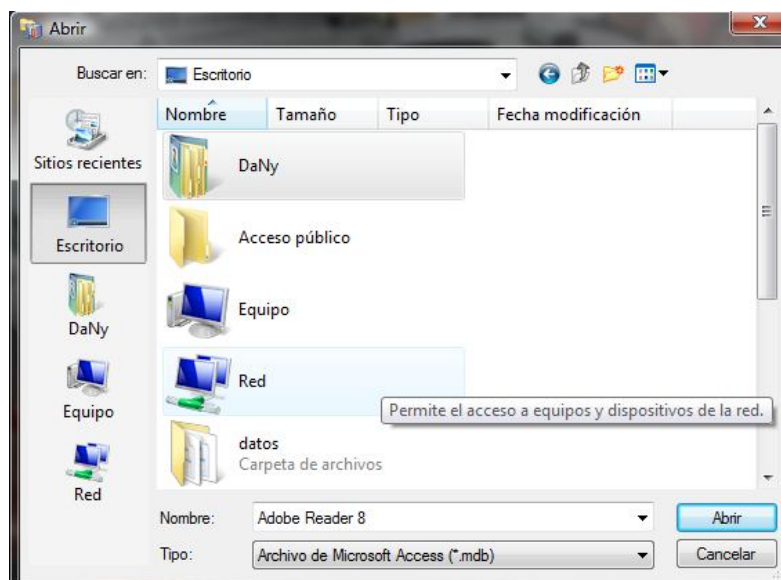 Abrir
Buscar en: Escritorio
Nombre Tamaño Tipo Fecha modificación
Sitios recientes
Escritorio
DaNy
Equipo
Red
DaNy
Acceso público
Equipo
Red
Permite el acceso a equipos y dispositivos de la red.
datos
Carpeta de archivos
Nombre: Adobe Reader 8 Abrir
Tipo: Archivo de Microsoft Access (*.mdb) Cancelar